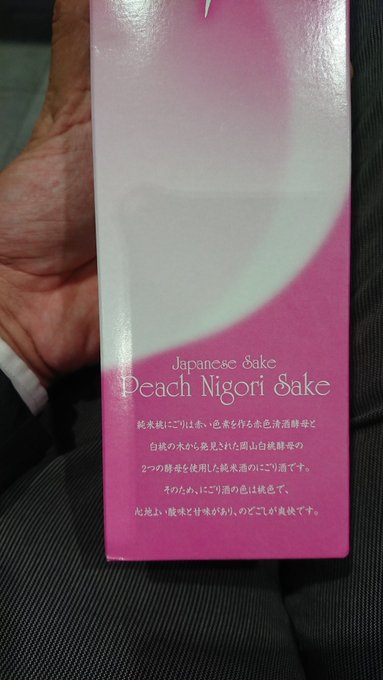 Japanese Sake
Peach Nigori Sake
純米桃にごりは赤い色素を作る赤色清酒酵母と
白桃の木から発見された岡山白桃酵母の
2つの酵母を使用した純米酒のにごり酒です。
そのため、にごり酒の色は桃色で、
心地よい酸味と甘味があり、のどごしが爽快です。